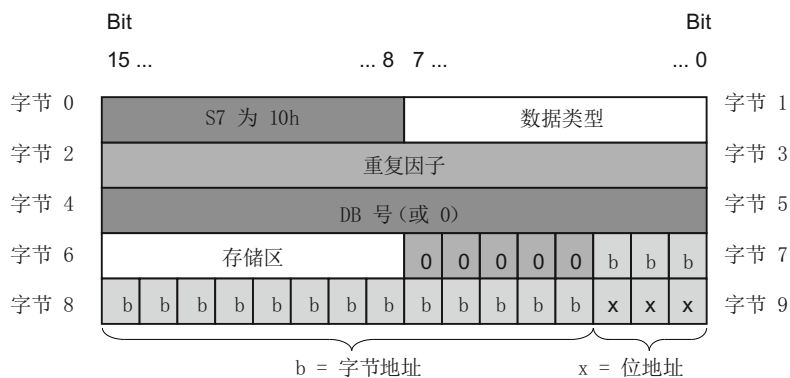 Bit Bit
15 ... ... 8 7 ... ... 0
字节 0 S7 为 10h 数据类型 字节 1
字节 2 重复因子 字节 3
字节 4 DB 号(或 0) 字节 5
字节 6 存储区 0 0 0 0 0 b b b 字节 7
字节 8 b b b b b b b b b b b b b x x x 字节 9
b = 字节地址 x = 位地址